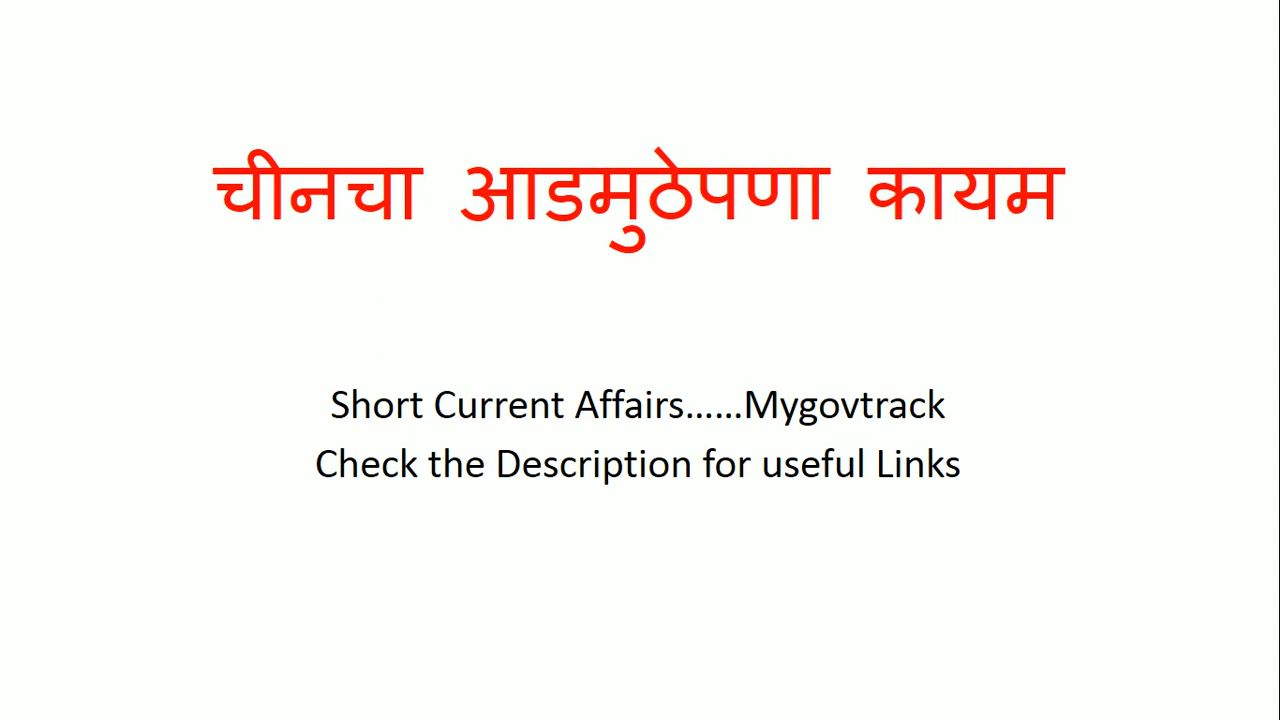 चीनचा आडमुठेपणा कायम
Short Current Affairs......Mygovtrack
Check the Description for useful Links